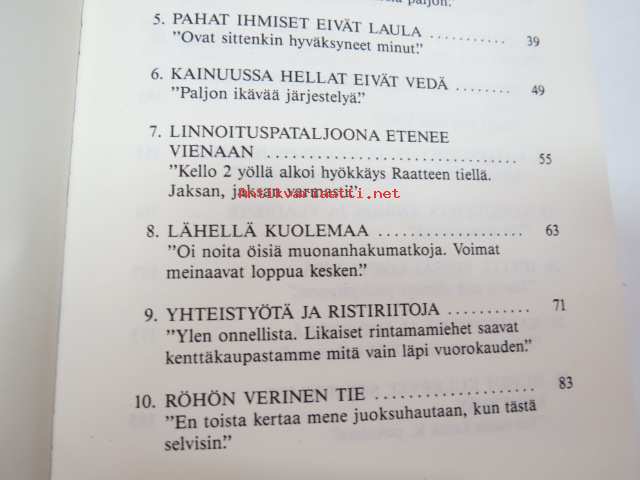 paljon."
5. PAHAT IHMISET EIVÄT LAULA ........... 39
"Ovat sittenkin hyväksyneet minut."
6. KAINUUSSA HELLAT EIVÄT VEDÄ ........ 49
"Paljon ikävää järjestelyä."
7. LINNOITUSPATALJOONA ETENEE
VIENAAN ................................. 55
"Kello 2 yöllä alkoi hyökkäys Raatteen tiellä.
Jaksan, jaksan varmasti."
Antikvariaatti.net
8. LÄHELLÄ KUOLEMAA ..................... 63
"Oi noita öisiä muonanhakumatkoja. Voimat
meinaavat loppua kesken."
9. YHTEISTYÖTÄ JA RISTIRIITOJA ............ 71
"Ylen onnellista. Likaiset rintamamiehet saavat
kenttäkaupastamme mitä vain läpi vuorokauden."
10. RÖHÖN VERINEN TIE ...................... 83
"En toista kertaa mene juoksuhautaan, kun tästä
selvisin."